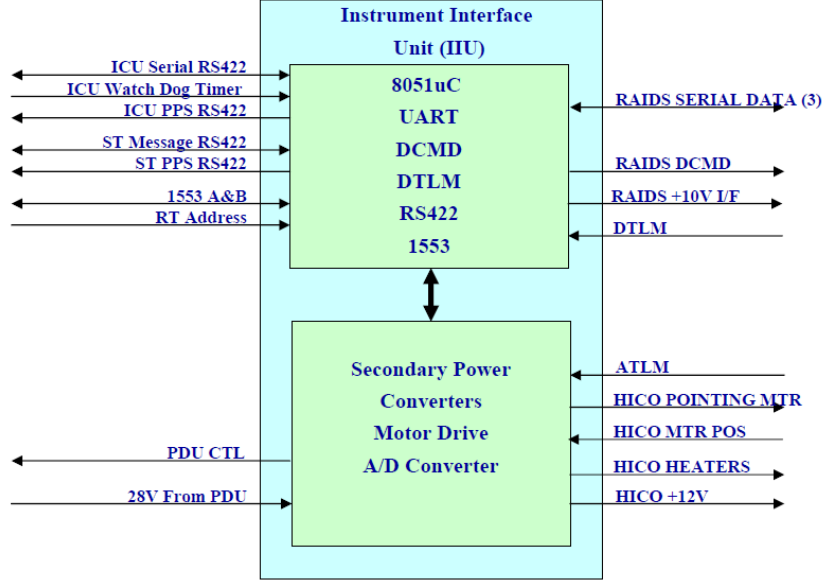 Instrument Interface
Unit (IIU)
ICU Serial RS422
ICU Watch Dog Timer
ICU PPS RS422
ST Message RS422
ST PPS RS422
1553 A&B
RT Address
8051uC
UART
DCMD
DTLM
RS422
1553
RAIDS SERIAL DATA (3)
RAIDS DCMD
RAIDS +10V I/F
DTLM
Secondary Power
Converters
Motor Drive
A/D Converter
PDU CTL
28V From PDU
ATLM
HICO POINTING MTR
HICO MTR POS
HICO HEATERS
HICO +12V